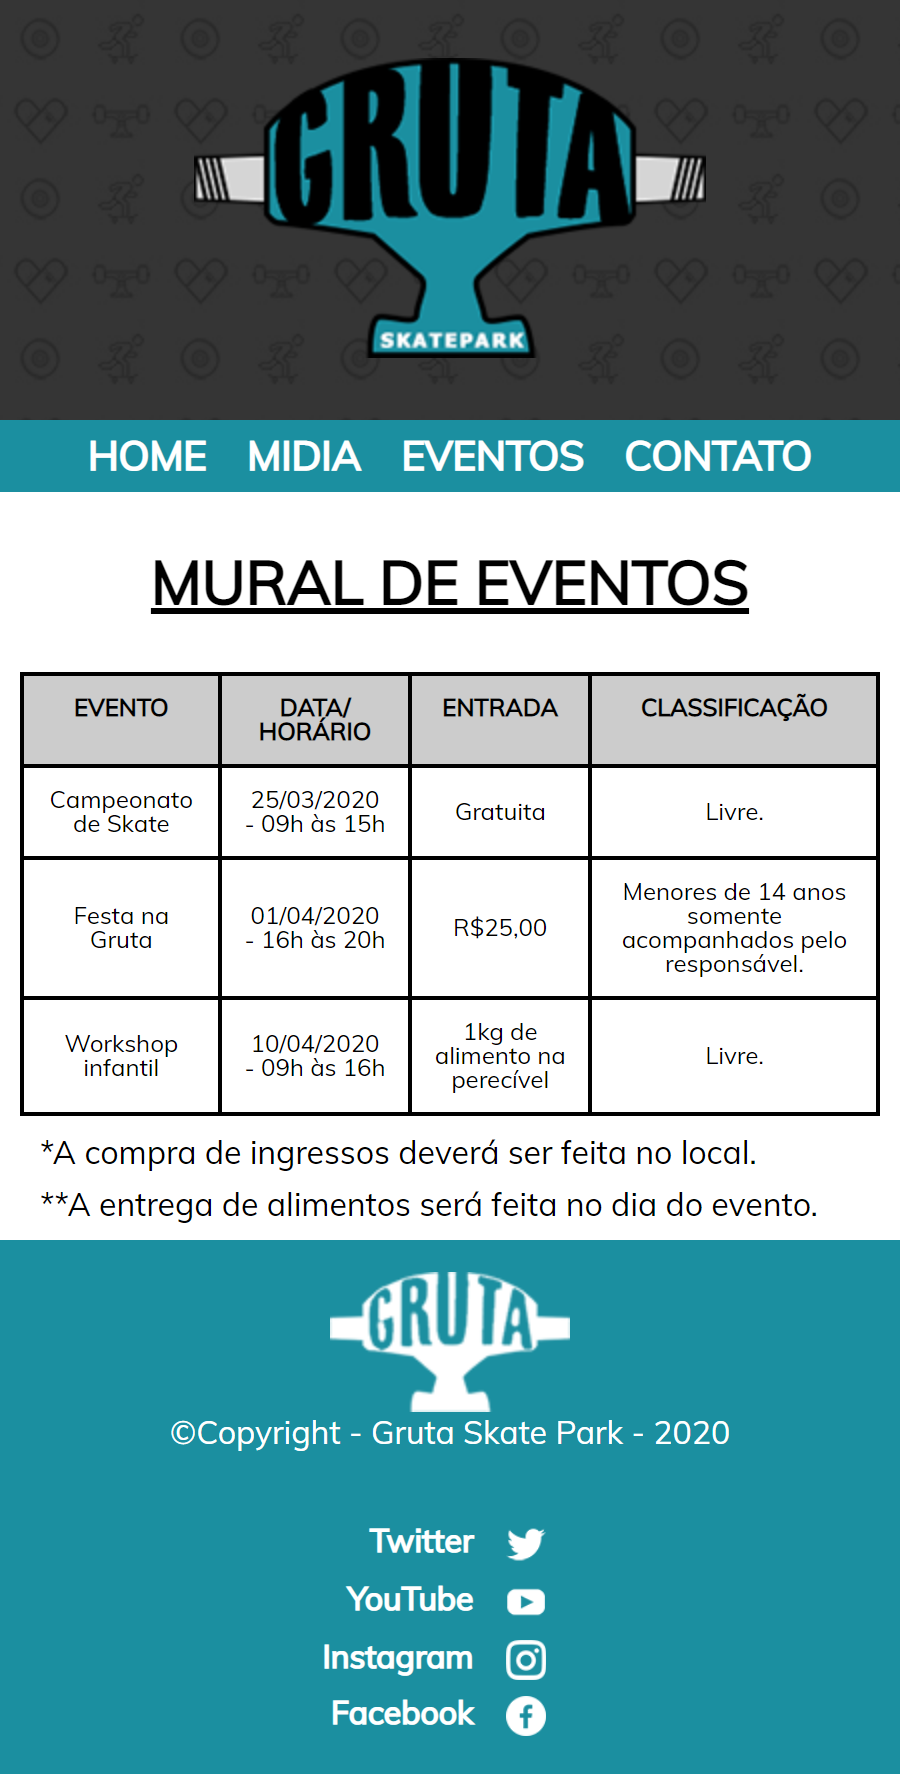 GRUTA
SKATEPARK
HOME MIDIA EVENTOS CONTATO
MURAL DE EVENTOS
EVENTO DATA/ ENTRADA CLASSIFICAÇÃO
HORÁRIO
Campeonato
de Skate
25/03/2020
- 09h às 15h
Gratuita
Livre.
Festa na
Gruta
01/04/2020
- 16h às 20h
R$25,00
Menores de 14 anos
somente
acompanhados pelo
responsável.
Workshop
infantil
10/04/2020
- 09h às 16h
1kg de
alimento na
perecível
Livre.
*A compra de ingressos deverá ser feita no local.
**A entrega de alimentos será feita no dia do evento.
GRUTA
©Copyright - Gruta Skate Park - 2020
Twitter
YouTube
Instagram
Facebook